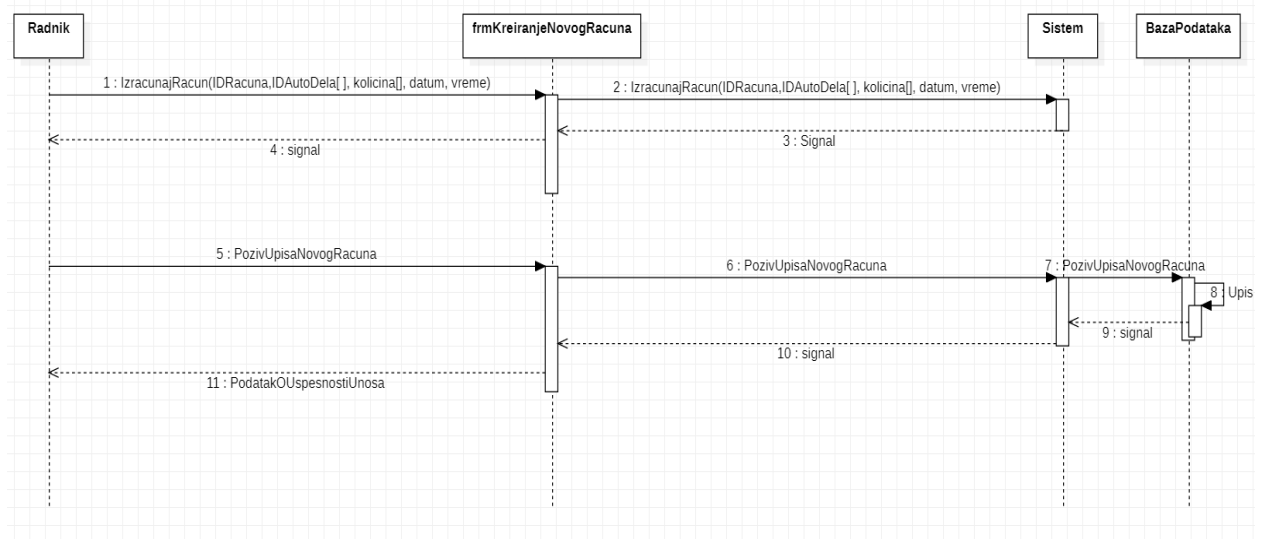 Radnik
frmKreiranjeNovogRacuna
Sistem
BazaPodataka
1 : IzracunajRacun(IDRacuna,IDAutoDela[ ], kolicina[], datum, vreme)
2 : IzracunajRacun(IDRacuna,IDAutoDela[ ], kolicina[], datum, vreme)
3 : Signal
4 : signal
5 : PozivUpisaNovogRacuna
6 : PozivUpisaNovogRacuna
7 : PozivUpisaNovogRacuna
8 : Upis
9 : signal
10 : signal
11 : PodatakOUspesnostiUnosa